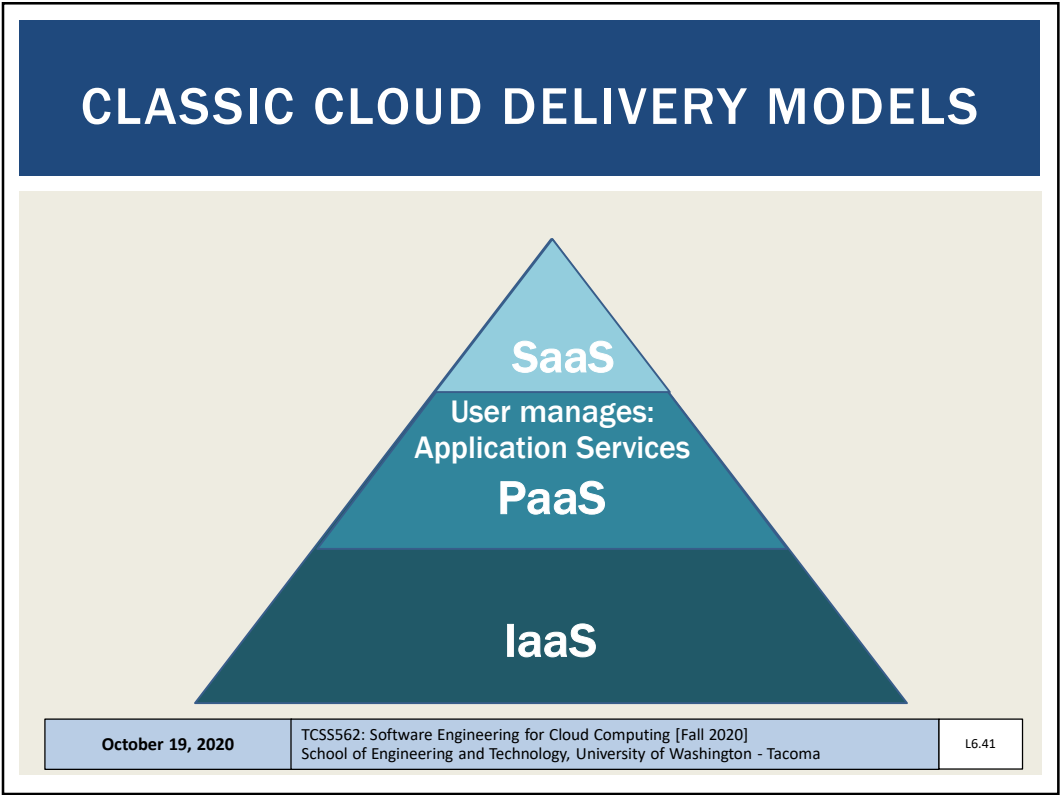 CLASSIC CLOUD DELIVERY MODELS
SaaS
User manages:
Application Services
PaaS
IaaS
October 19, 2020
TCSS562: Software Engineering for Cloud Computing [Fall 2020]
School of Engineering and Technology, University of Washington - Tacoma
L6.41